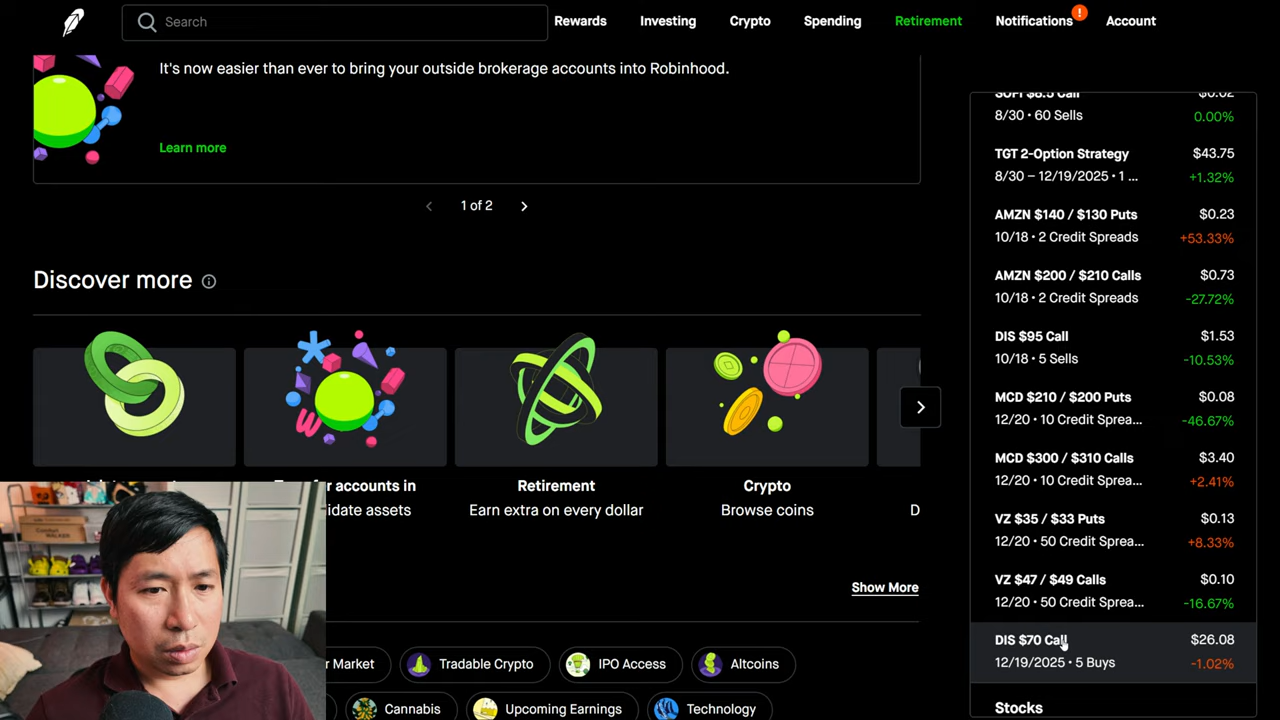 Search
Rewards
Investing
Crypto
Spending
Retirement
Notifications
Account
It's now easier than ever to bring your outside brokerage accounts into Robinhood.
Learn more
1 of 2
Discover more
accounts in
assets
Retirement
Earn extra on every dollar
Crypto
Browse coins
D
Show More
Market
Tradable Crypto
IPO Access
Altcoins
Cannabis
Upcoming Earnings
Technology
SOFI $8.5 Call $0.02
8/30 • 60 Sells 0.00%
TGT 2-Option Strategy $43.75
8/30 – 12/19/2025 • 1 ... +1.32%
AMZN $140 / $130 Puts $0.23
10/18 • 2 Credit Spreads +53.33%
AMZN $200 / $210 Calls $0.73
10/18 • 2 Credit Spreads -27.72%
DIS $95 Call $1.53
10/18 • 5 Sells -10.53%
MCD $210 / $200 Puts $0.08
12/20 • 10 Credit Sprea... -46.67%
MCD $300 / $310 Calls $3.40
12/20 • 10 Credit Sprea... +2.41%
VZ $35 / $33 Puts $0.13
12/20 • 50 Credit Sprea... +8.33%
VZ $47 / $49 Calls $0.10
12/20 • 50 Credit Sprea... -16.67%
DIS $70 Call $26.08
12/19/2025 • 5 Buys -1.02%
Stocks